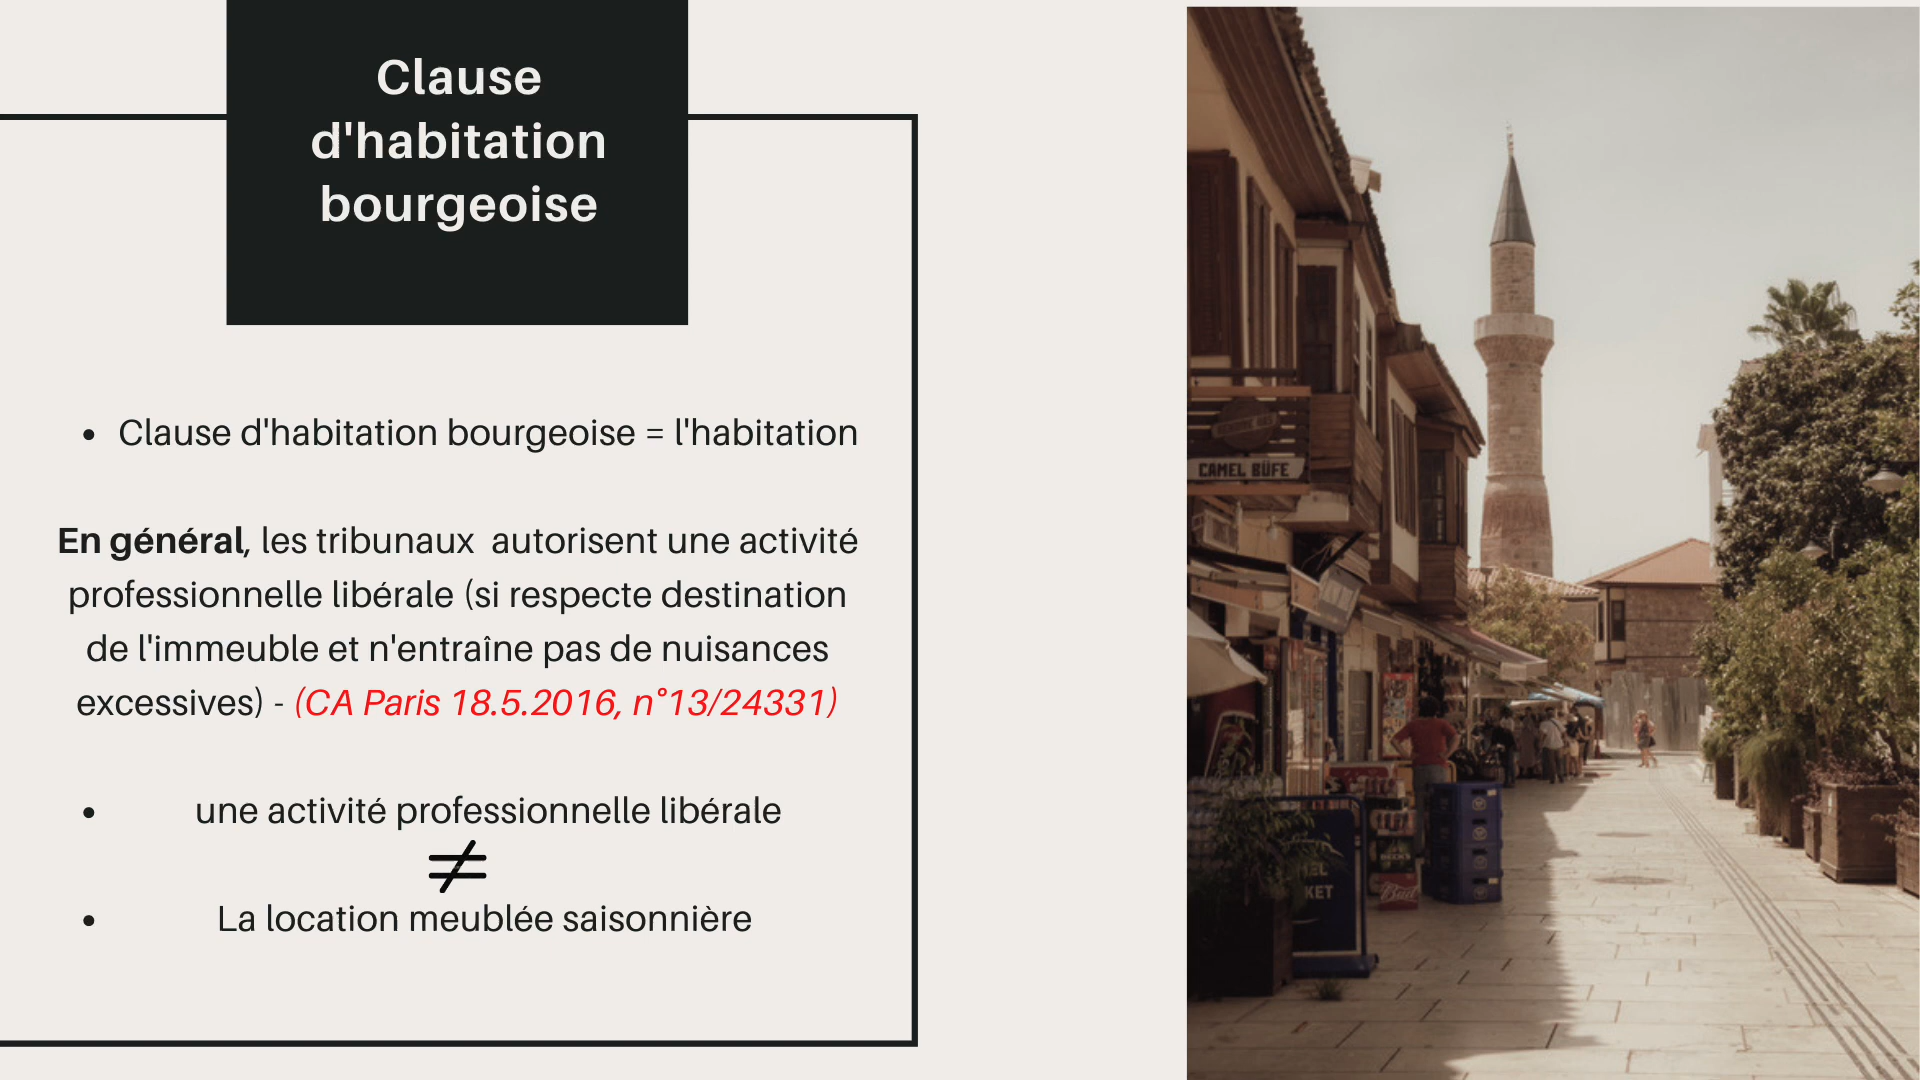 Clause
d'habitation
bourgeoise
• Clause d'habitation bourgeoise = l'habitation
En général, les tribunaux  autorisent une activité
professionnelle libérale (si respecte destination
de l'immeuble et n'entraîne pas de nuisances
excessives) - (CA Paris 18.5.2016, n°13/24331)
• une activité professionnelle libérale
≠
• La location meublée saisonnière
CAMEL BÜFE
KET